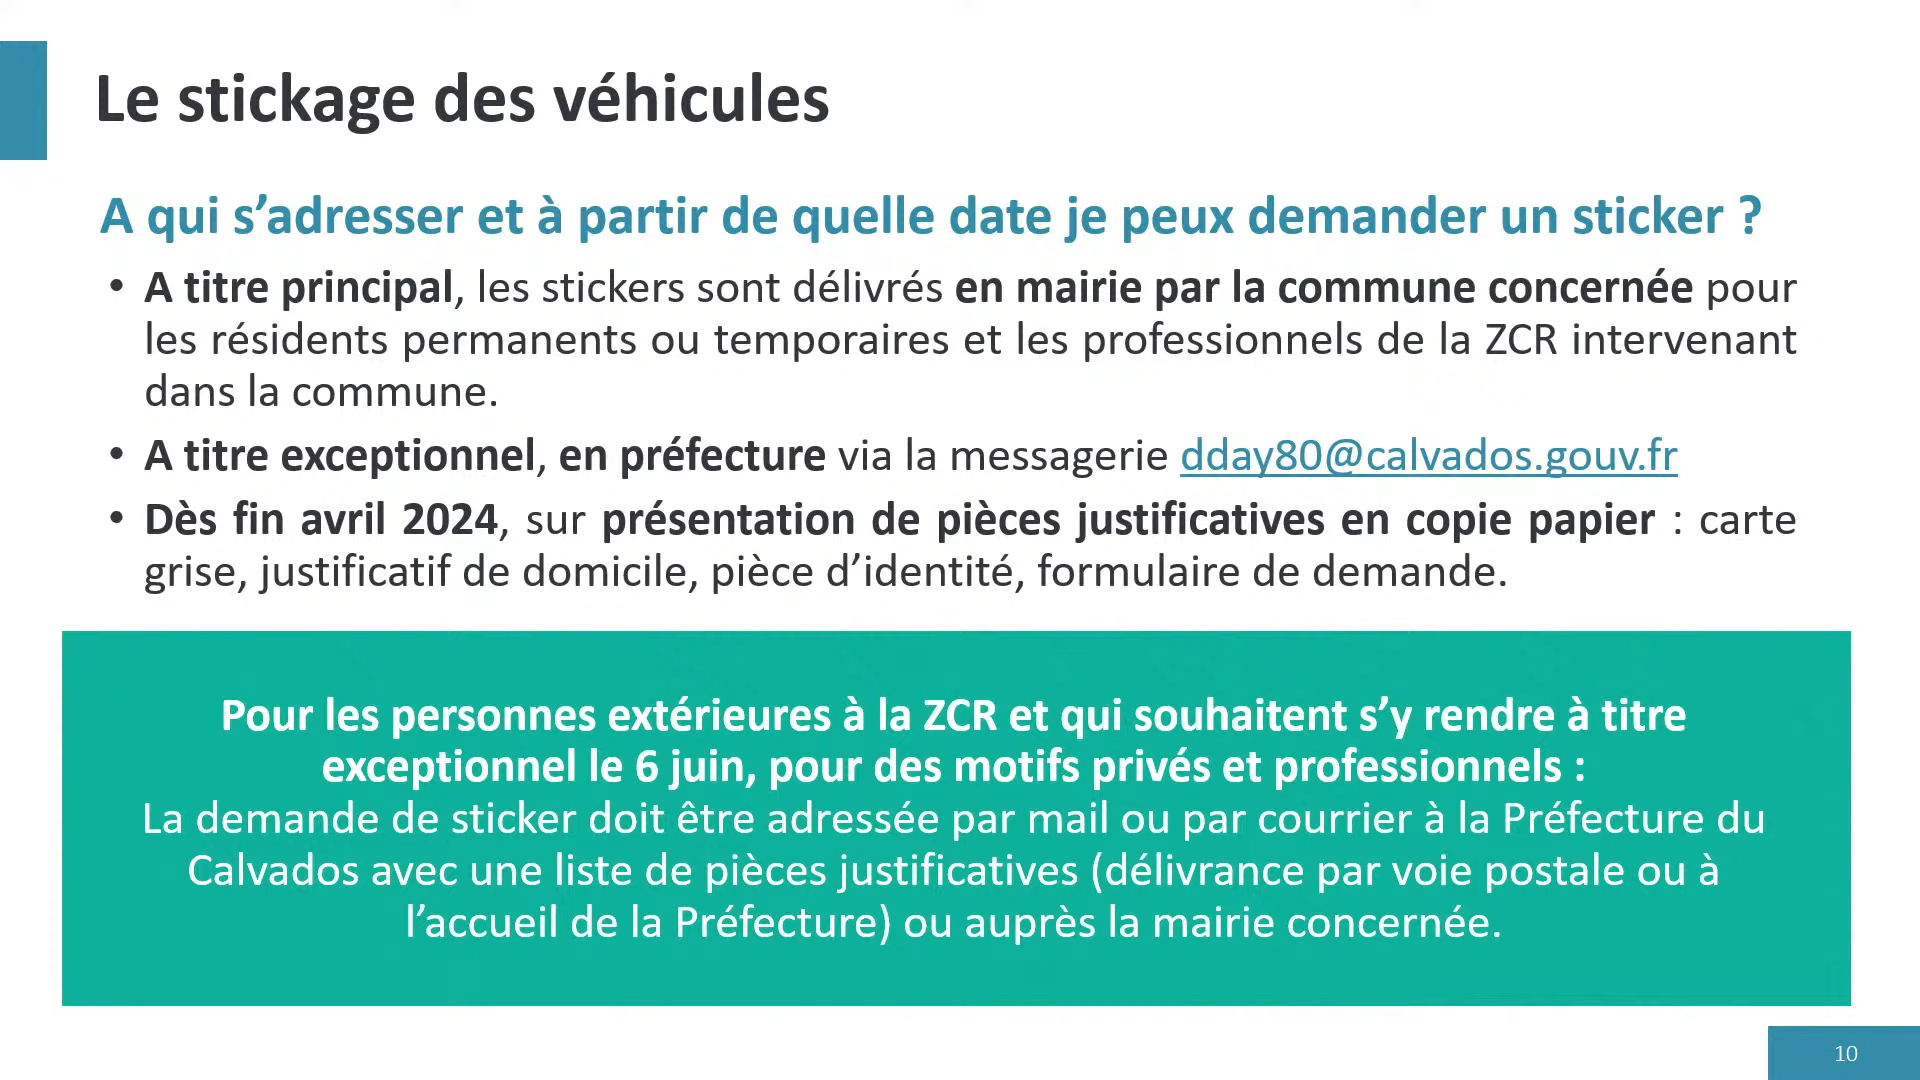 Le stickage des véhicules
A qui s’adresser et à partir de quelle date je peux demander un sticker ?
• A titre principal, les stickers sont délivrés en mairie par la commune concernée pour
les résidents permanents ou temporaires et les professionnels de la ZCR intervenant
dans la commune.
• A titre exceptionnel, en préfecture via la messagerie dday80@calvados.gouv.fr
• Dès fin avril 2024, sur présentation de pièces justificatives en copie papier : carte
grise, justificatif de domicile, pièce d’identité, formulaire de demande.
Pour les personnes extérieures à la ZCR et qui souhaitent s’y rendre à titre
exceptionnel le 6 juin, pour des motifs privés et professionnels :
La demande de sticker doit être adressée par mail ou par courrier à la Préfecture du
Calvados avec une liste de pièces justificatives (délivrance par voie postale ou à
l’accueil de la Préfecture) ou auprès la mairie concernée.
10